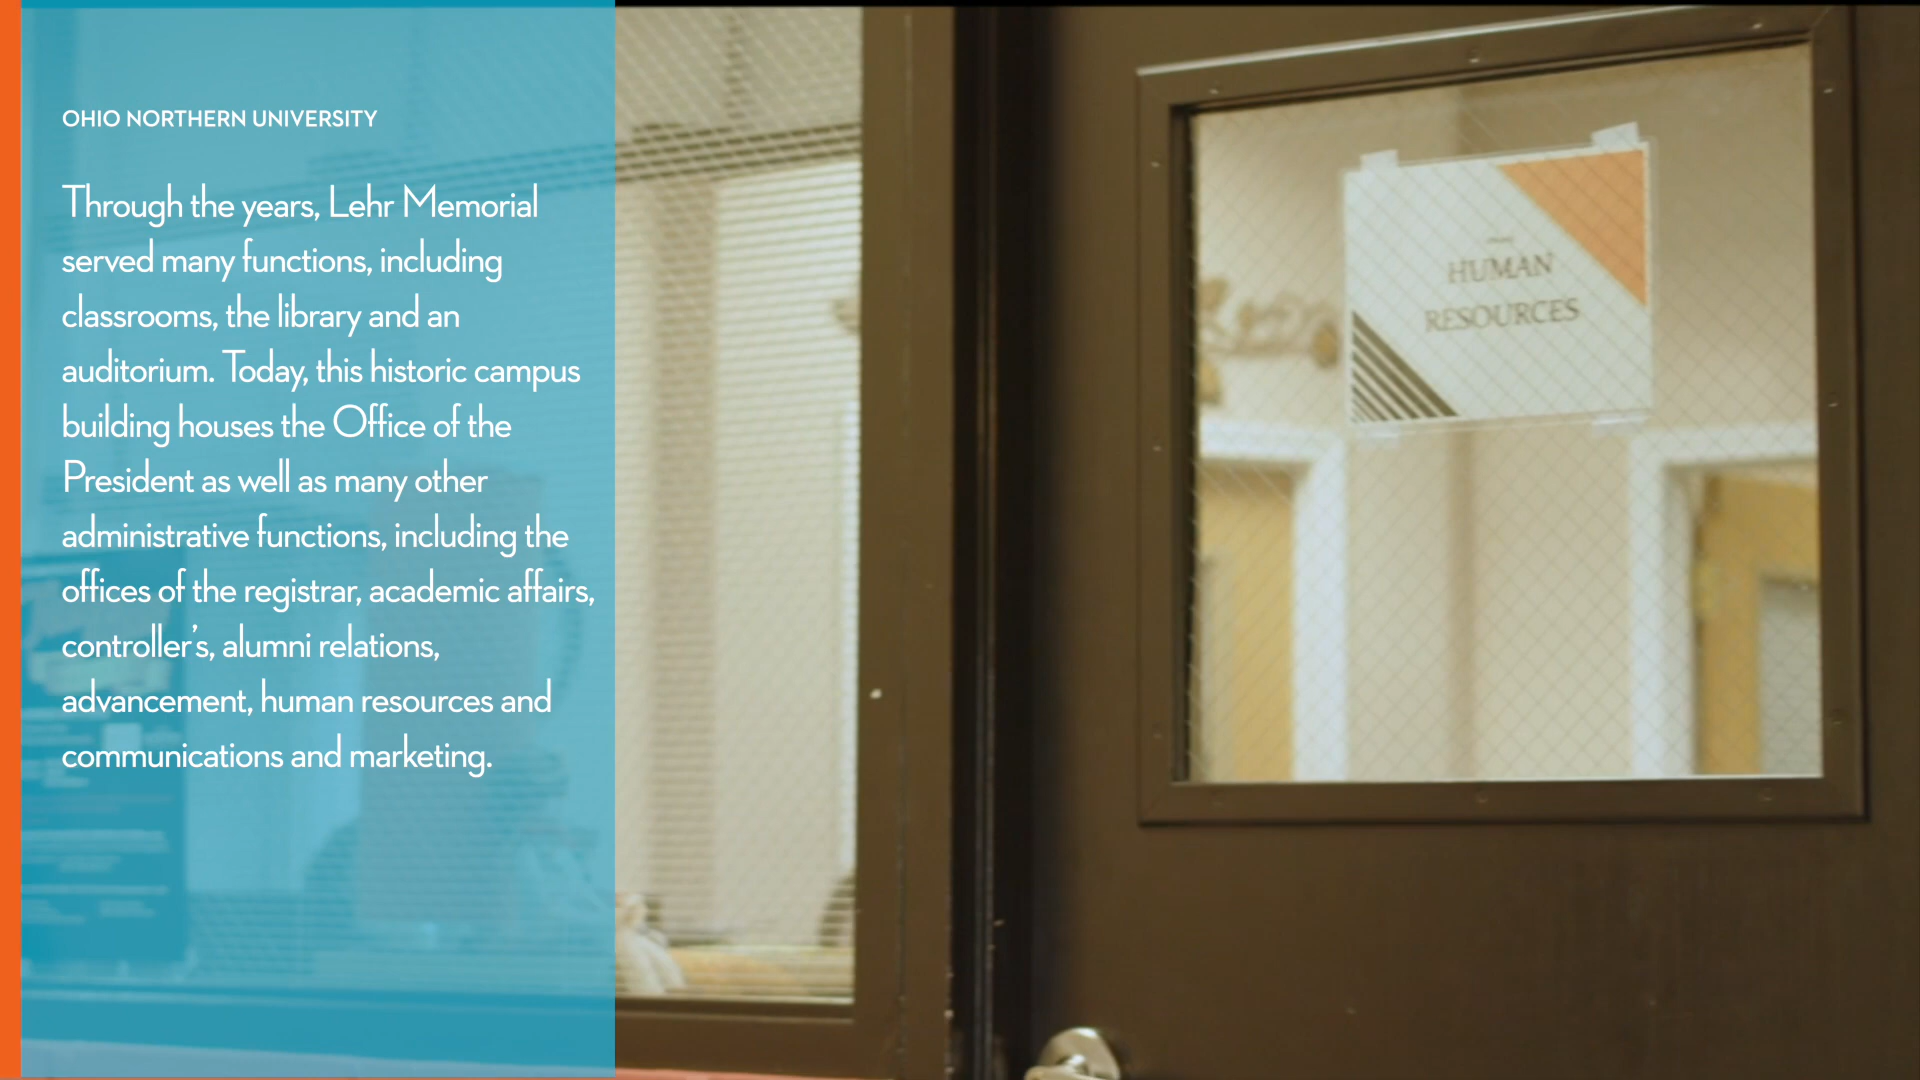 OHIO NORTHERN UNIVERSITY
Through the years, Lehr Memorial
served many functions, including
classrooms, the library and an
auditorium. Today, this historic campus
building houses the Office of the
President as well as many other
administrative functions, including the
offices of the registrar, academic affairs,
controller's, alumni relations,
advancement, human resources and
communications and marketing.
HUMAN
RESOURCES